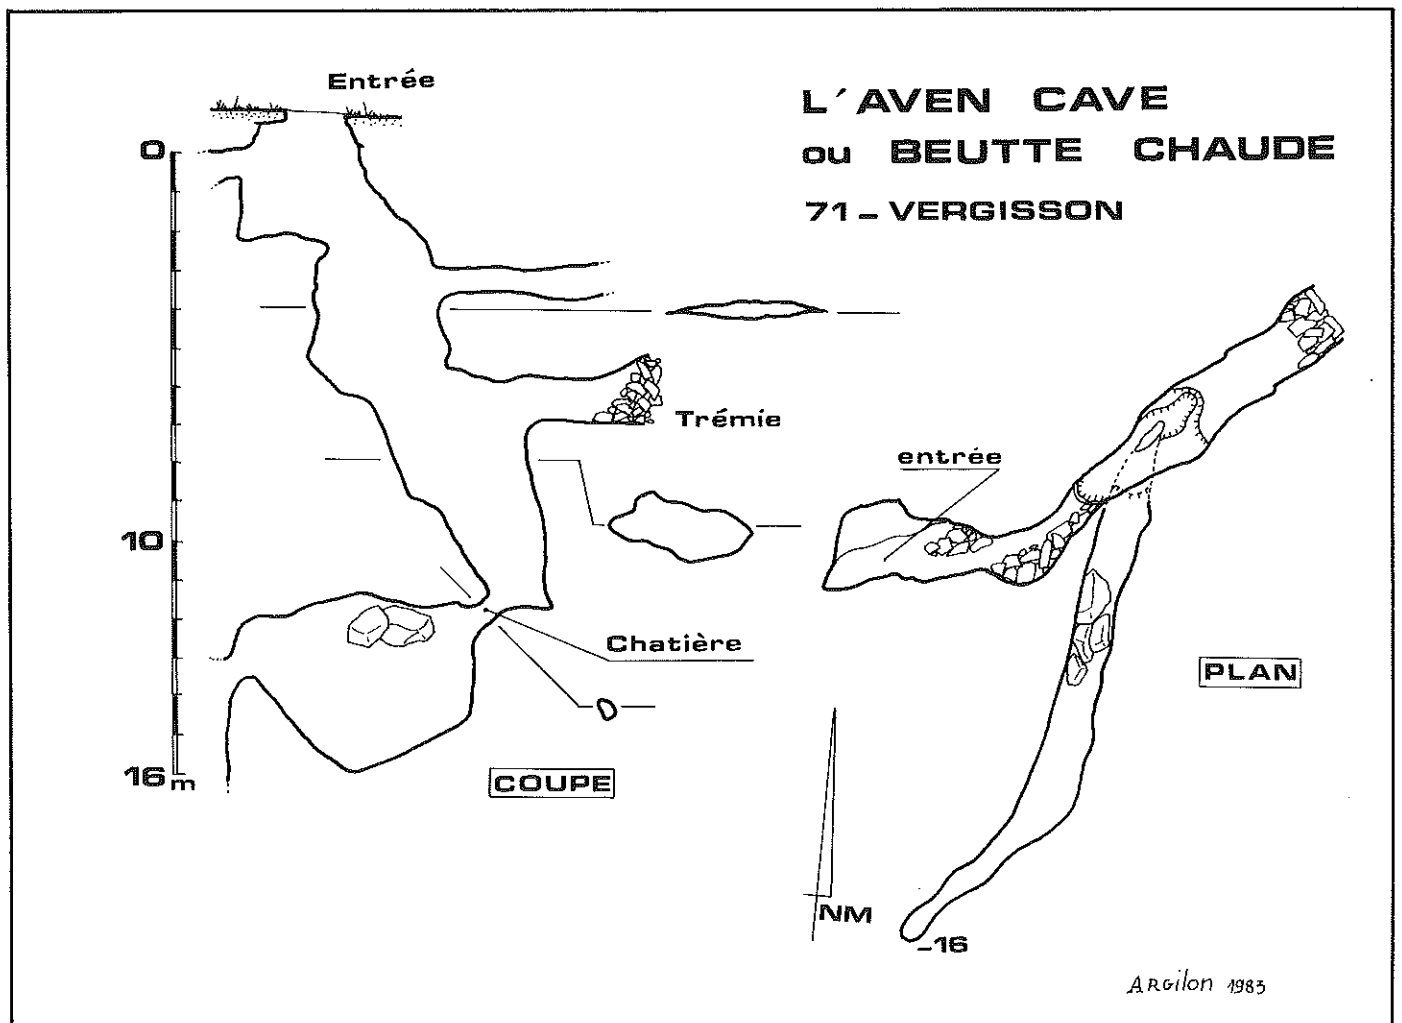 L'AVEN CAVE
ou BEUTTE CHAUDE
71-VERGISSON
Entrée
0
10
16m
Trémie
Chatière
COUPE
entrée
PLAN
NM
-16
ARGilon 1983